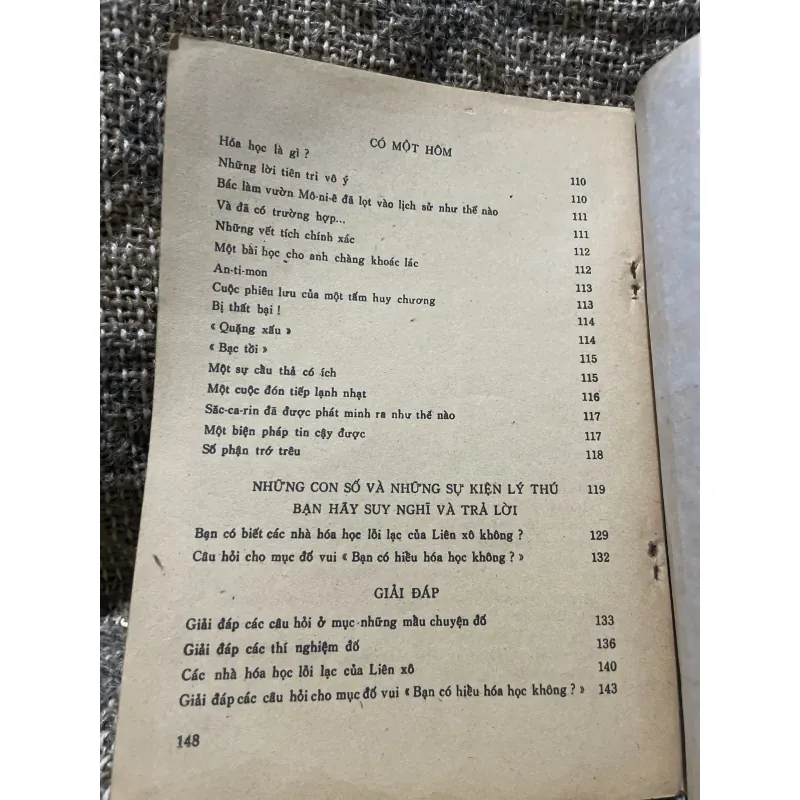 CÓ MỘT HÔM
Hóa học là gì ? 110
Những lời tiên tri vô ý 110
Bác làm vườn Mô-ni-ê đã lọt vào lịch sử như thế nào 111
Và đã có trường hợp... 111
Những vết tích chính xác 112
Một bài học cho anh chàng khoác lác 112
An-ti-mon 113
Cuộc phiêu lưu của một tấm huy chương 113
Bị thất bại ! 114
« Quặng xấu » 114
« Bạc tồi » 115
Một sự cẩu thả có ích 115
Một cuộc đón tiếp lạnh nhạt 116
Săc-ca-rin đã được phát minh ra như thế nào 117
Một biện pháp tin cậy được 117
Số phận trớ trêu 118
NHỮNG CON SỐ VÀ NHỮNG SỰ KIỆN LÝ THÚ 119
BẠN HÃY SUY NGHĨ VÀ TRẢ LỜI
Bạn có biết các nhà hóa học lỗi lạc của Liên xô không ? 129
Câu hỏi cho mục đố vui « Bạn có hiểu hóa học không ? » 132
GIẢI ĐÁP
Giải đáp các câu hỏi ở mục những mẩu chuyện đố 133
Giải đáp các thí nghiệm đố 136
Các nhà hóa học lỗi lạc của Liên xô 140
Giải đáp các câu hỏi cho mục đố vui « Bạn có hiểu hóa học không ? » 143
148